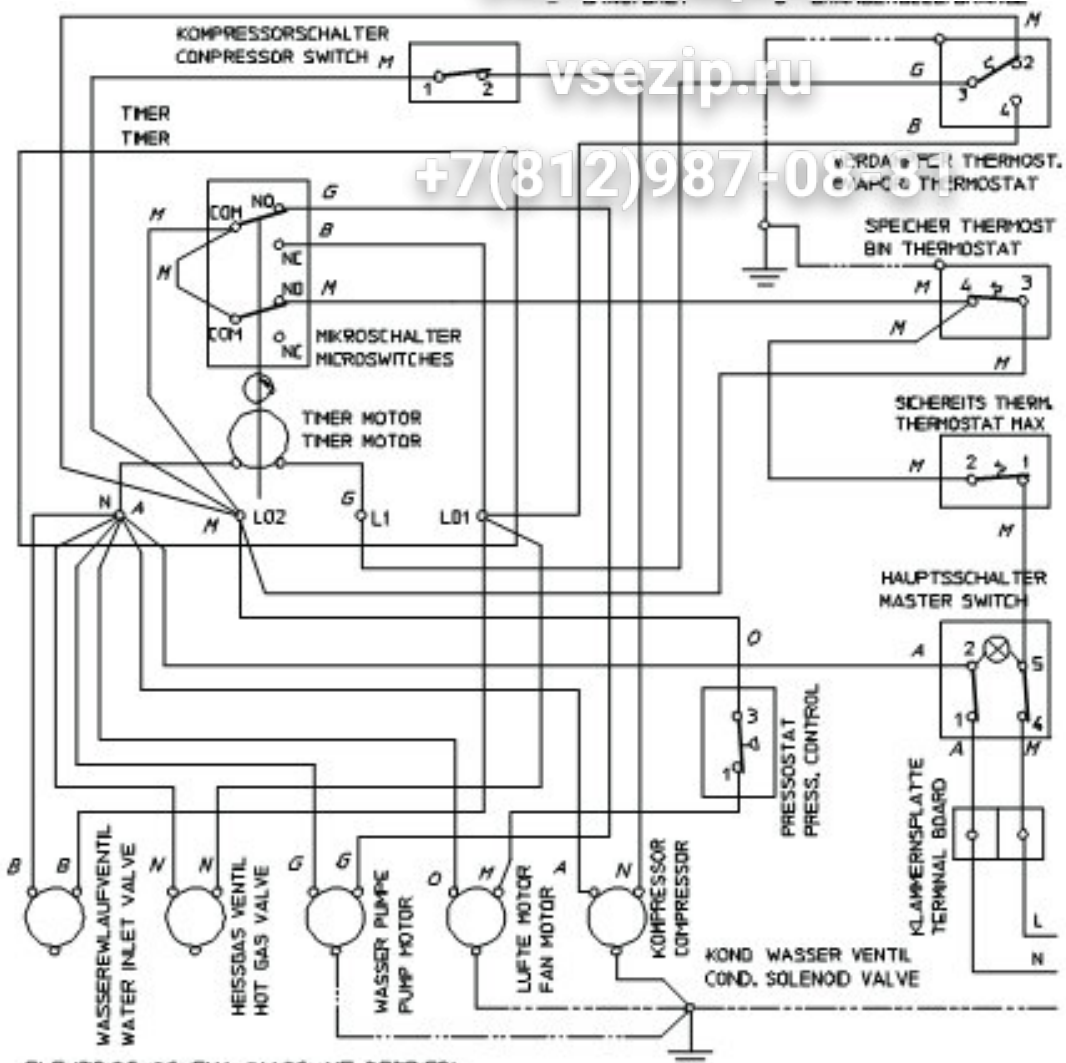 KOMPRESSORSCHALTER
CONPRESSOR SWITCH
M
1 2
vsezip.ru
+7(812)987-08-81
M
G
2
3
4
B
THERMOST.
THERMOSTAT
TIMER
TIMER
COM
NO
G
B
NC
M
M
NO
M
COM
NC
MIKROSCHALTER
MICROSWITCHES
TIMER MOTOR
TIMER MOTOR
SPEICHER THERMOST
BIN THERMOSTAT
M
4 3
M
M
SICHEREITS THERM.
THERMOSTAT MAX
M
2 1
M
N
A
M
LO2
G
L1
LO1
HAUPTSSCHALTER
MASTER SWITCH
A
2 5
1 4
A M
O
3
1
PRESSOSTAT
PRESS. CONTROL
KLAMMERNSPLATTE
TERMINAL BOARD
L
N
B B
WASSEREWLAUFVENTIL
WATER INLET VALVE
N N
HEISSGAS VENTIL
HOT GAS VALVE
G G
WASSER PUMPE
PUMP MOTOR
O M
LUFTE MOTOR
FAN MOTOR
A N
KOMPRESSOR
COMPRESSOR
KOND WASSER VENTIL
COND. SOLENOID VALVE